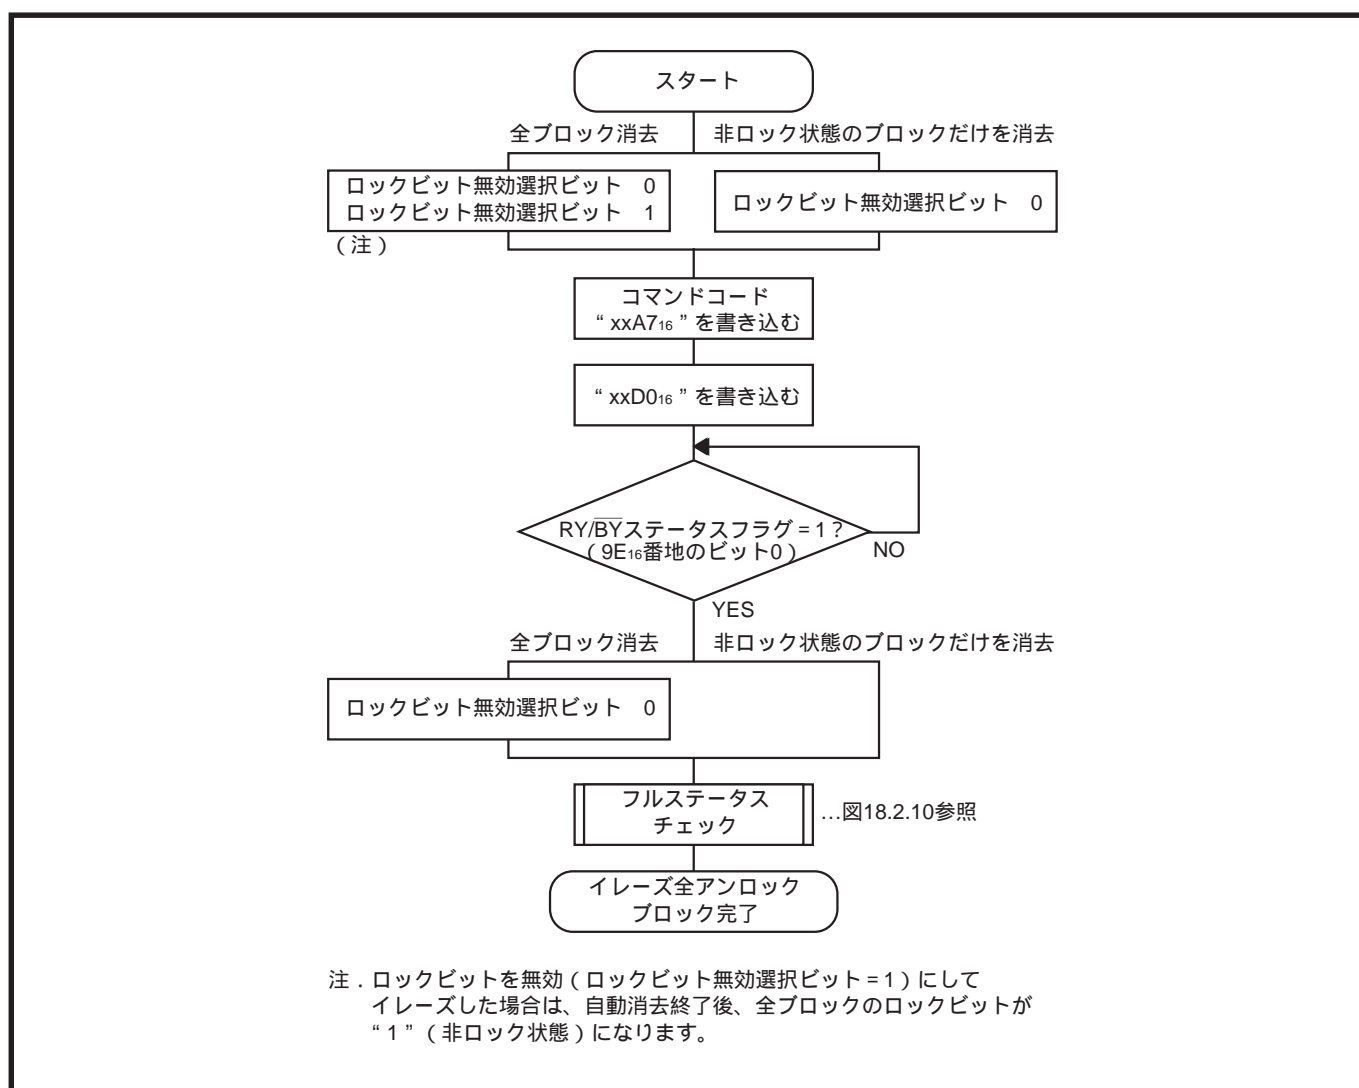 スタート
全ブロック消去
非ロック状態のブロックだけを消去
ロックビット無効選択ビット　0
ロックビット無効選択ビット　1
（注）
ロックビット無効選択ビット　0
コマンドコード
“ xxA7₁₆ ” を書き込む
“ xxD0₁₆ ” を書き込む
RY/B̅Y̅ステータスフラグ = 1？
（9E₁₆番地のビット0）
NO
YES
全ブロック消去
非ロック状態のブロックだけを消去
ロックビット無効選択ビット　0
フルステータス
チェック
…図18.2.10参照
イレーズ全アンロック
ブロック完了
注．ロックビットを無効（ロックビット無効選択ビット = 1）にして
イレーズした場合は、自動消去終了後、全ブロックのロックビットが
“ 1 ”（非ロック状態）になります。